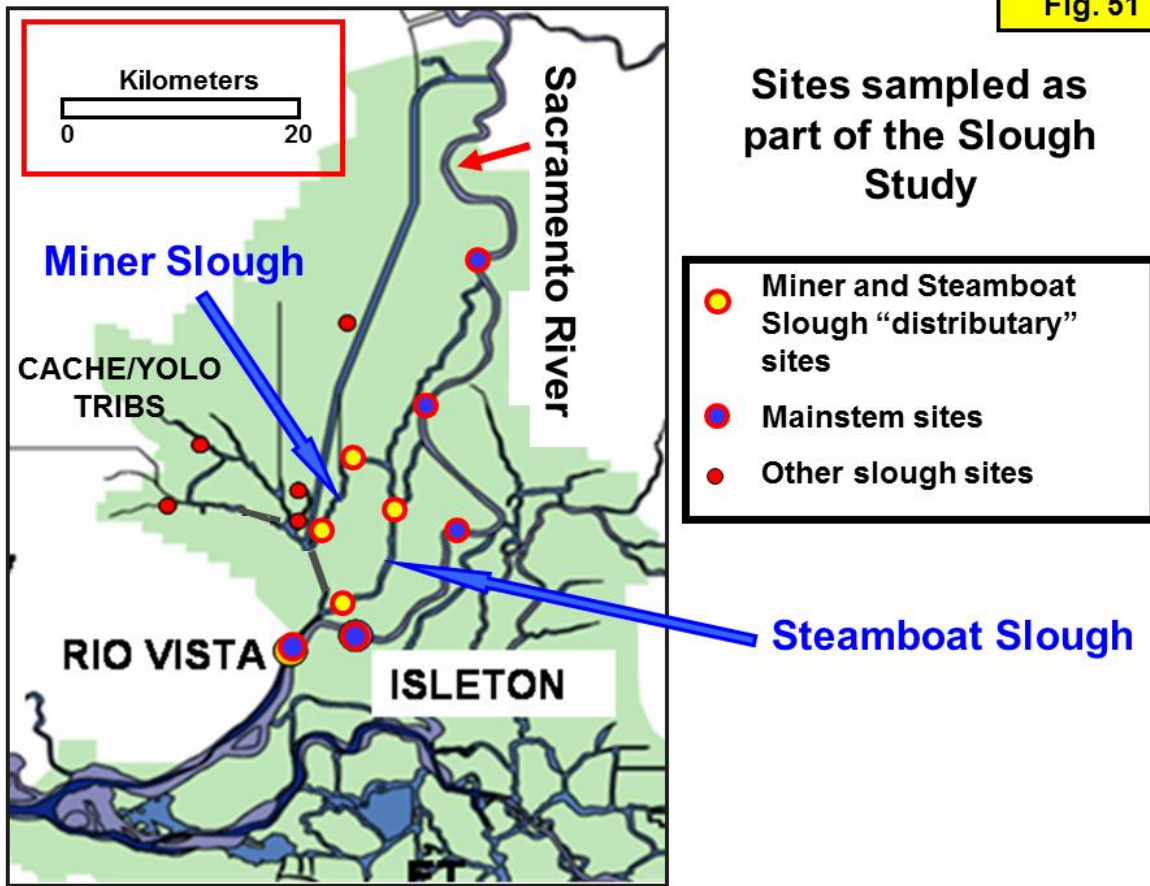 Fig. 51
Kilometers
0 20
Sacramento River
Sites sampled as
part of the Slough
Study
Miner Slough
Miner and Steamboat
Slough “distributary”
sites
CACHE/YOLO
TRIBS
Mainstem sites
Other slough sites
RIO VISTA
ISLETON
Steamboat Slough